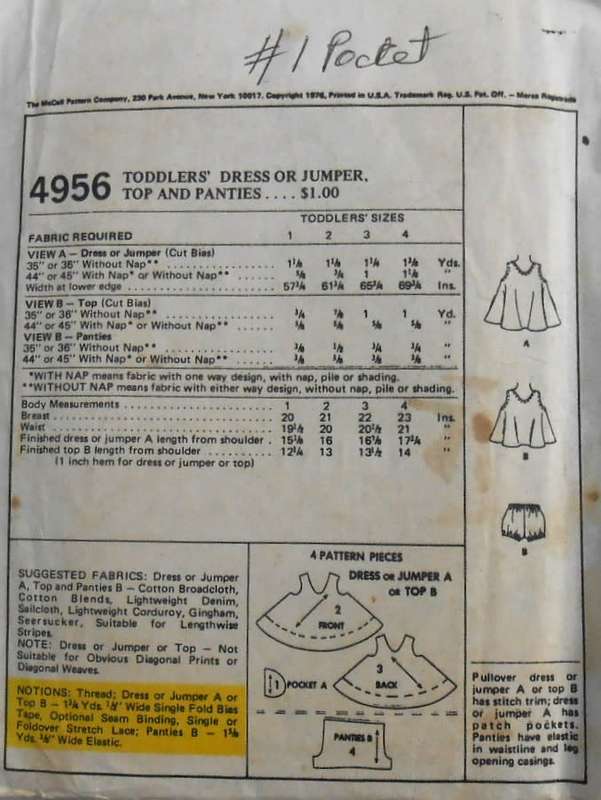 #1 Pocket
The McCall Pattern Company, 230 Park Avenue, New York 10017. Copyright 1976, Printed in U.S.A. Trademark Reg. U.S. Pat. Off. – Marca Registrada
4956 TODDLERS' DRESS OR JUMPER,
TOP AND PANTIES . . . . $1.00
TODDLERS' SIZES
FABRIC REQUIRED 1 2 3 4
VIEW A – Dress or Jumper (Cut Bias)
35" or 36" Without Nap** 1⅛ 1⅛ 1¼ 1⅜ Yds.
44" or 45" With Nap* or Without Nap** ⅝ ¾ 1 1⅛ "
Width at lower edge 57¾ 61¾ 65¾ 69¾ Ins.
VIEW B – Top (Cut Bias)
35" or 36" Without Nap** ¾ ⅞ 1 1 Yd.
44" or 45" With Nap* or Without Nap** ⅝ ⅝ ⅝ ⅝ "
VIEW B – Panties
35" or 36" Without Nap** ⅜ ½ ¾ ¾ "
44" or 45" With Nap* or Without Nap** ⅜ ⅜ ⅜ ⅜ "
*WITH NAP means fabric with one way design, with nap, pile or shading.
**WITHOUT NAP means fabric with either way design, without nap, pile or shading.
Body Measurements 1 2 3 4
Breast 20 21 22 23 Ins.
Waist 19½ 20 20½ 21 "
Finished dress or jumper A length from shoulder . 15⅛ 16 16⅞ 17¾ "
Finished top B length from shoulder 12¼ 13 13½ 14 "
(1 inch hem for dress or jumper or top)
A
B
B
SUGGESTED FABRICS: Dress or Jumper
A, Top and Panties B – Cotton Broadcloth,
Cotton Blends, Lightweight Denim,
Sailcloth, Lightweight Corduroy, Gingham,
Seersucker, Suitable for Lengthwise
Stripes.
NOTE: Dress or Jumper or Top – Not
Suitable for Obvious Diagonal Prints or
Diagonal Weaves.
NOTIONS: Thread; Dress or Jumper A or
Top B – 1¾ Yds. ½" Wide Single Fold Bias
Tape, Optional Seam Binding, Single or
Foldover Stretch Lace; Panties B – 1⅝
Yds. ⅜" Wide Elastic.
4 PATTERN PIECES
DRESS OR JUMPER A
OR TOP B
2
FRONT
3
BACK
1 POCKET A
PANTIES B
4
Pullover dress or
jumper A or top B
has stitch trim; dress
or jumper A has
patch pockets.
Panties have elastic
in waistline and leg
opening casings.